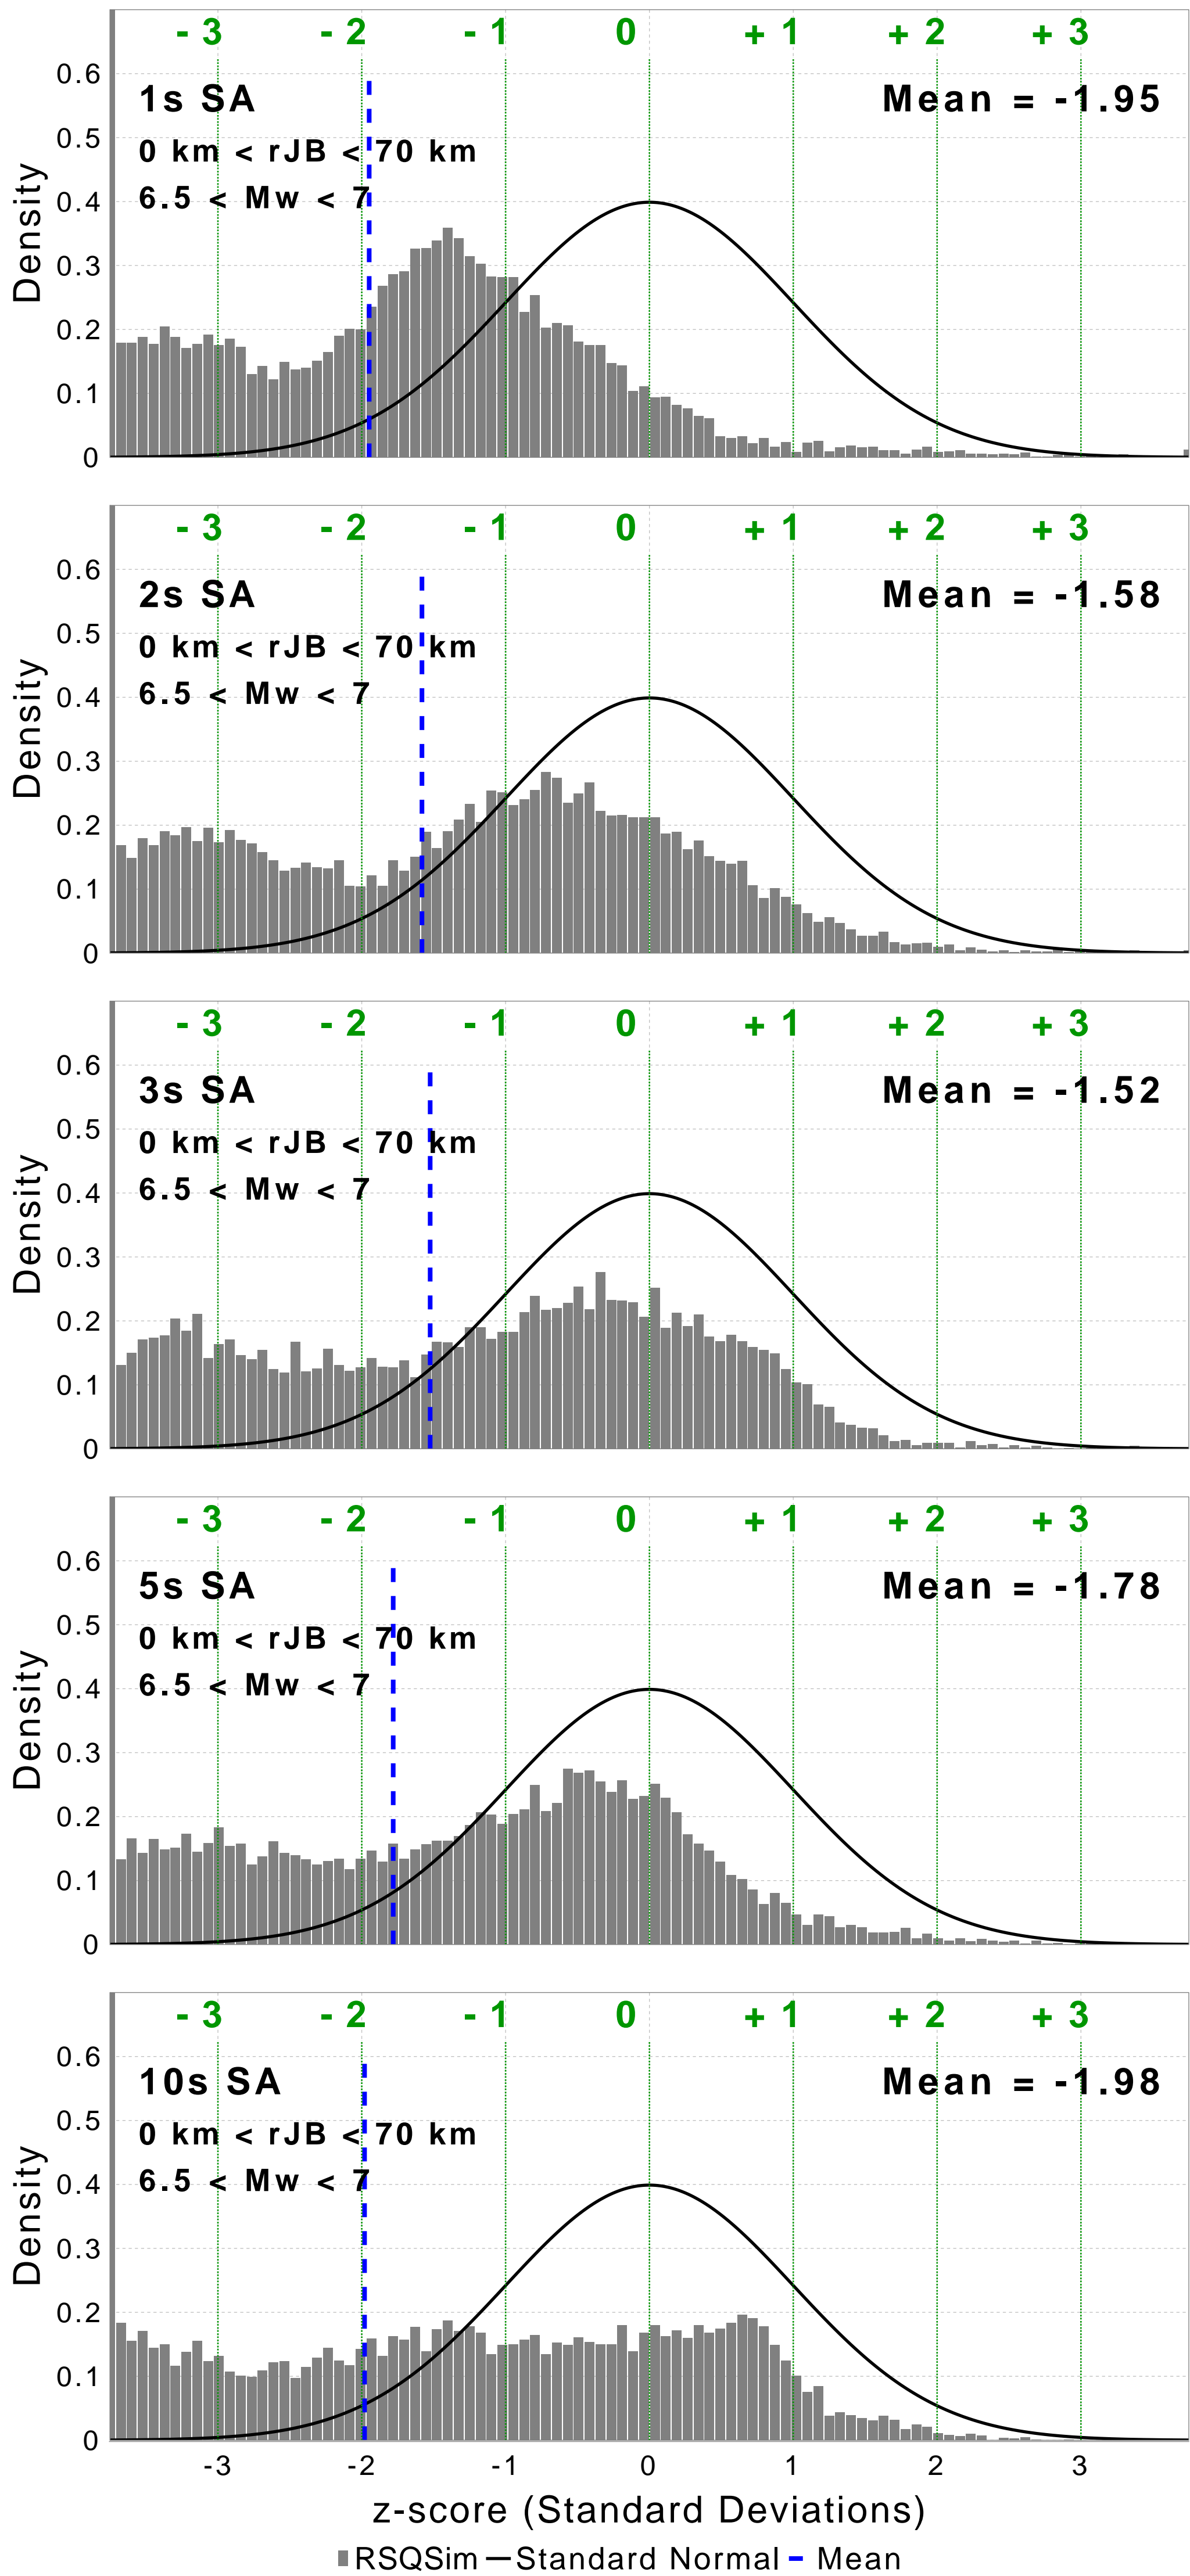 - 3 - 2 - 1 0 + 1 + 2 + 3
0.6
1s SA Mean = -1.95
0.5
0 km < rJB < 70 km
6.5 < Mw < 7
0.4
0.3
0.2
0.1
0
Density
- 3 - 2 - 1 0 + 1 + 2 + 3
0.6
2s SA Mean = -1.58
0.5
0 km < rJB < 70 km
6.5 < Mw < 7
0.4
0.3
0.2
0.1
0
Density
- 3 - 2 - 1 0 + 1 + 2 + 3
0.6
3s SA Mean = -1.52
0.5
0 km < rJB < 70 km
6.5 < Mw < 7
0.4
0.3
0.2
0.1
0
Density
- 3 - 2 - 1 0 + 1 + 2 + 3
0.6
5s SA Mean = -1.78
0.5
0 km < rJB < 70 km
6.5 < Mw < 7
0.4
0.3
0.2
0.1
0
Density
- 3 - 2 - 1 0 + 1 + 2 + 3
0.6
10s SA Mean = -1.98
0.5
0 km < rJB < 70 km
6.5 < Mw < 7
0.4
0.3
0.2
0.1
0
Density
-3 -2 -1 0 1 2 3
z-score (Standard Deviations)
RSQSim Standard Normal Mean